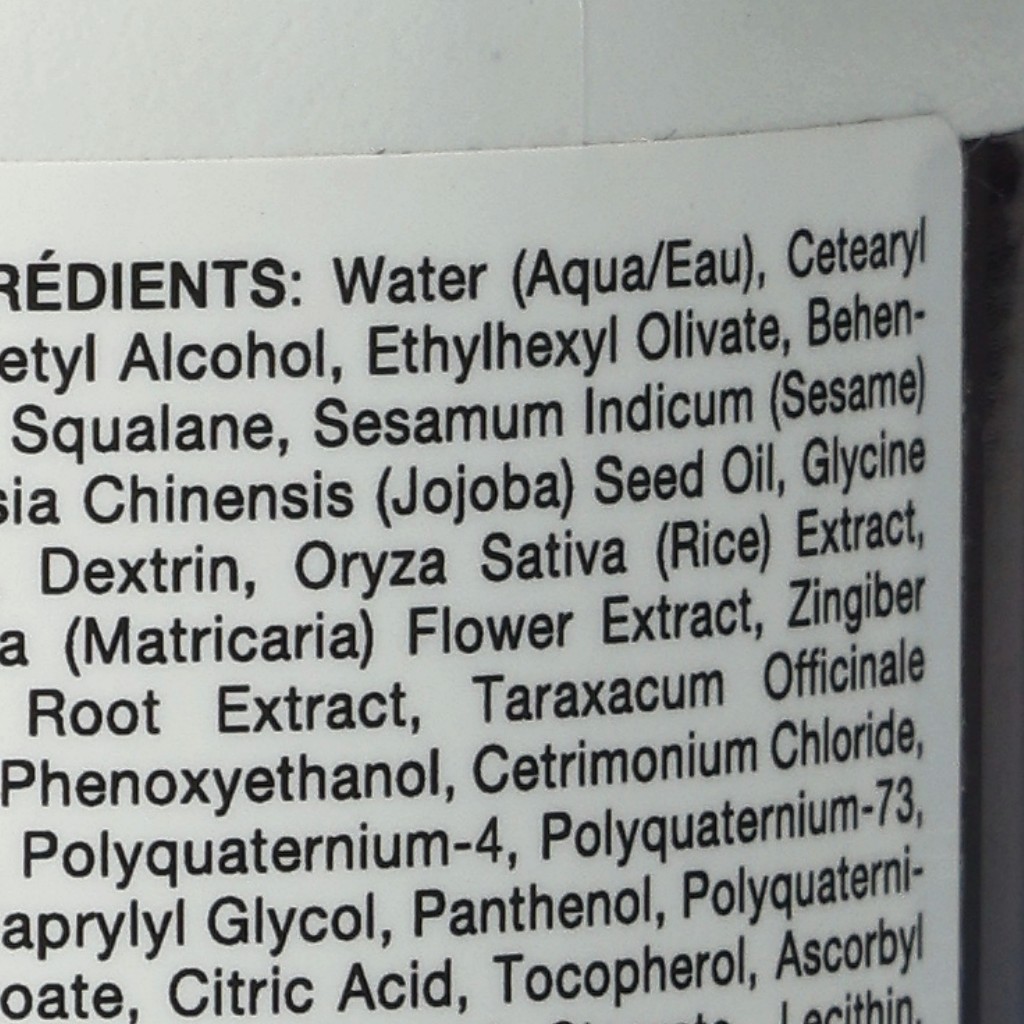 RÉDIENTS: Water (Aqua/Eau), Cetearyl
etyl Alcohol, Ethylhexyl Olivate, Behen-
Squalane, Sesamum Indicum (Sesame)
sia Chinensis (Jojoba) Seed Oil, Glycine
Dextrin, Oryza Sativa (Rice) Extract,
a (Matricaria) Flower Extract, Zingiber
Root Extract, Taraxacum Officinale
Phenoxyethanol, Cetrimonium Chloride,
Polyquaternium-4, Polyquaternium-73,
aprylyl Glycol, Panthenol, Polyquaterni-
oate, Citric Acid, Tocopherol, Ascorbyl
Lecithin,